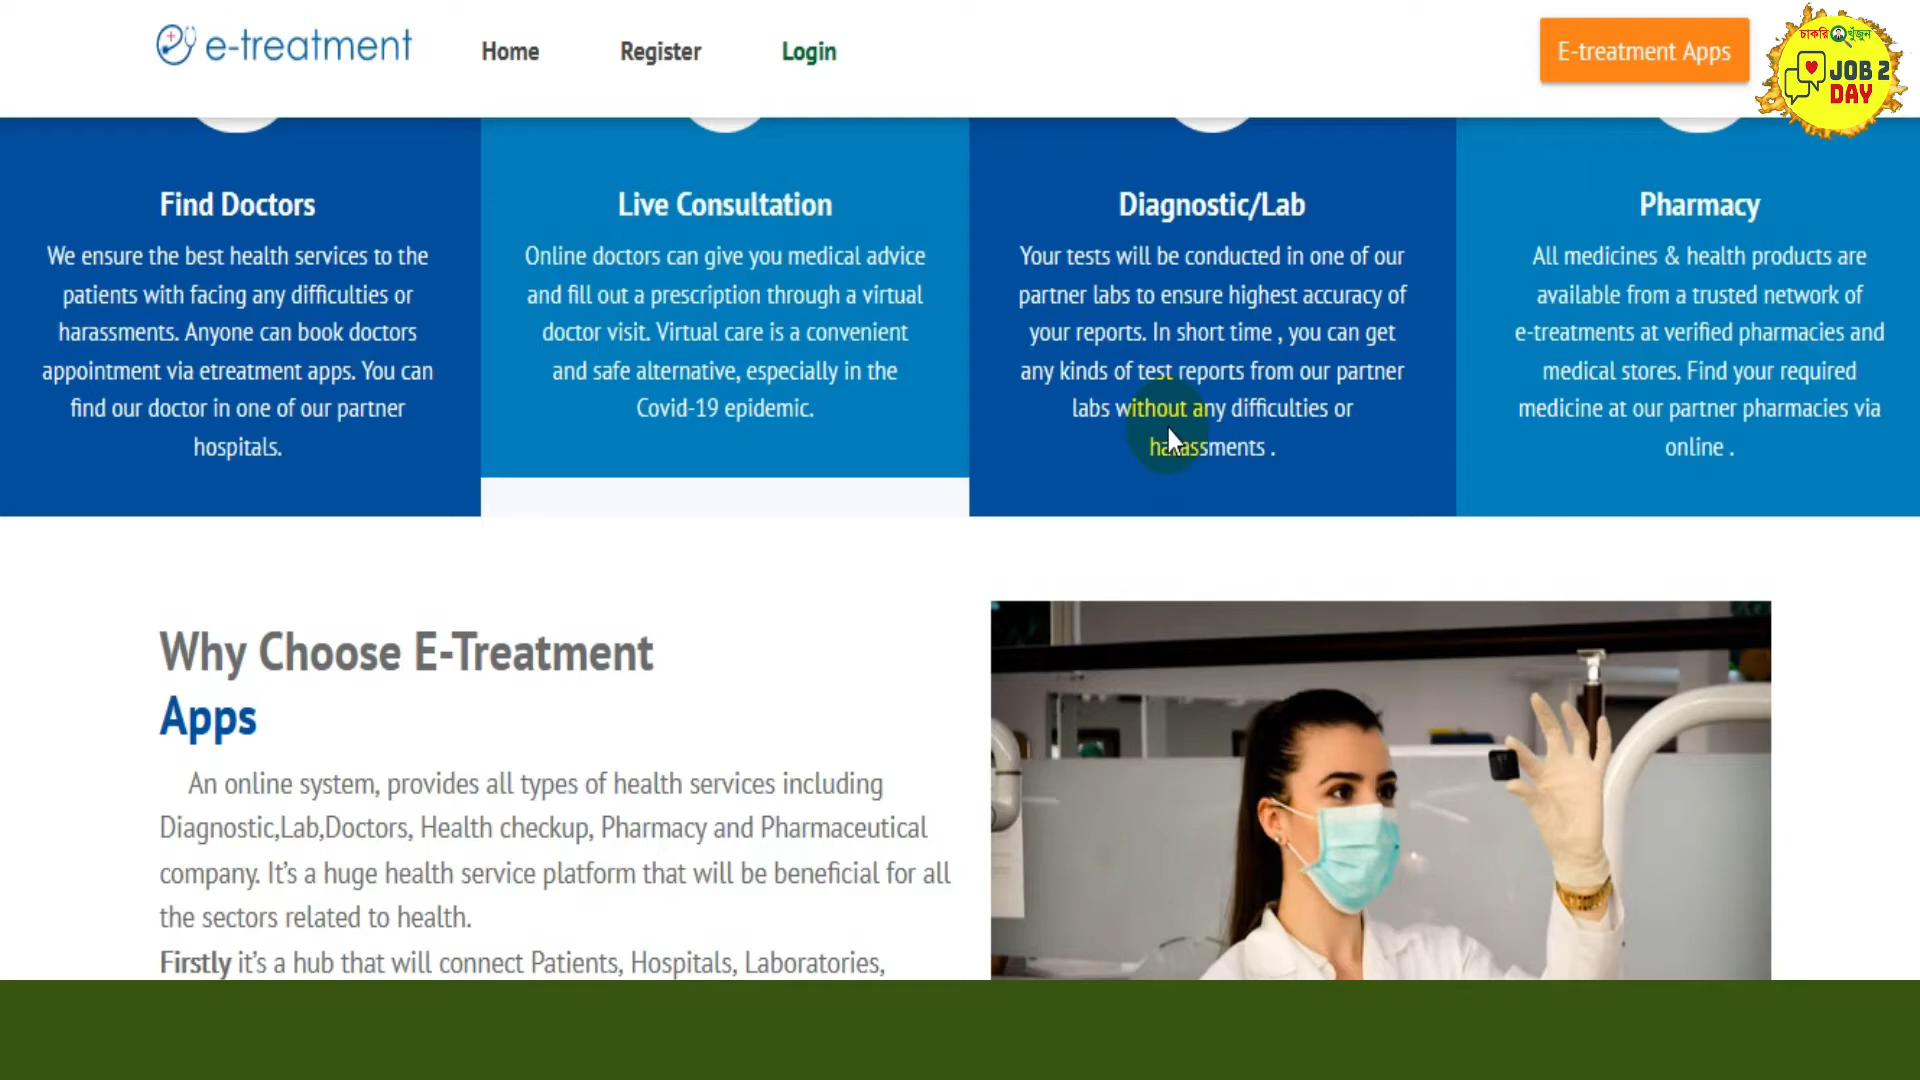 e-treatment
Home
Register
Login
E-treatment Apps
চাকরি খুঁজুন
JOB 2
DAY
Find Doctors
We ensure the best health services to the
patients with facing any difficulties or
harassments. Anyone can book doctors
appointment via etreatment apps. You can
find our doctor in one of our partner
hospitals.
Live Consultation
Online doctors can give you medical advice
and fill out a prescription through a virtual
doctor visit. Virtual care is a convenient
and safe alternative, especially in the
Covid-19 epidemic.
Diagnostic/Lab
Your tests will be conducted in one of our
partner labs to ensure highest accuracy of
your reports. In short time , you can get
any kinds of test reports from our partner
labs without any difficulties or
harassments .
Pharmacy
All medicines & health products are
available from a trusted network of
e-treatments at verified pharmacies and
medical stores. Find your required
medicine at our partner pharmacies via
online .
Why Choose E-Treatment
Apps
An online system, provides all types of health services including
Diagnostic,Lab,Doctors, Health checkup, Pharmacy and Pharmaceutical
company. It’s a huge health service platform that will be beneficial for all
the sectors related to health.
Firstly it’s a hub that will connect Patients, Hospitals, Laboratories,